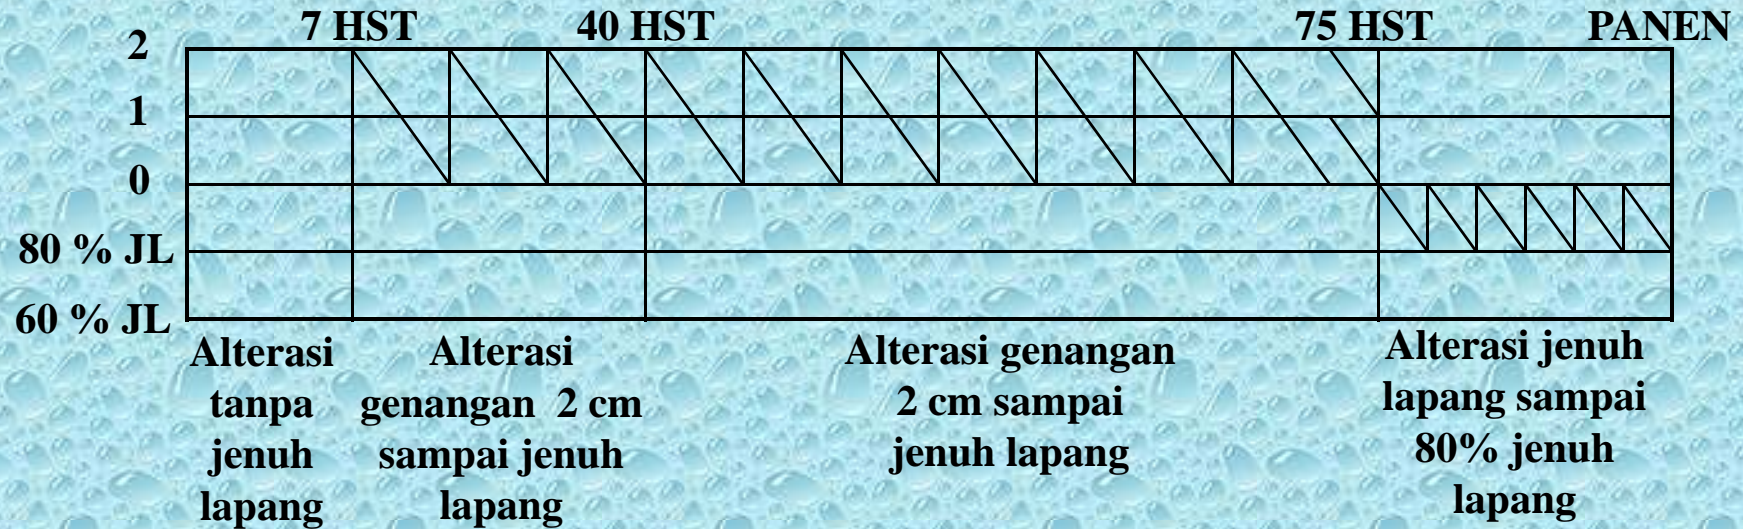 7 HST 40 HST 75 HST PANEN
2
1
0
80 % JL
60 % JL
Alterasi
tanpa
jenuh
lapang
Alterasi
genangan 2 cm
sampai jenuh
lapang
Alterasi genangan
2 cm sampai
jenuh lapang
Alterasi jenuh
lapang sampai
80% jenuh
lapang